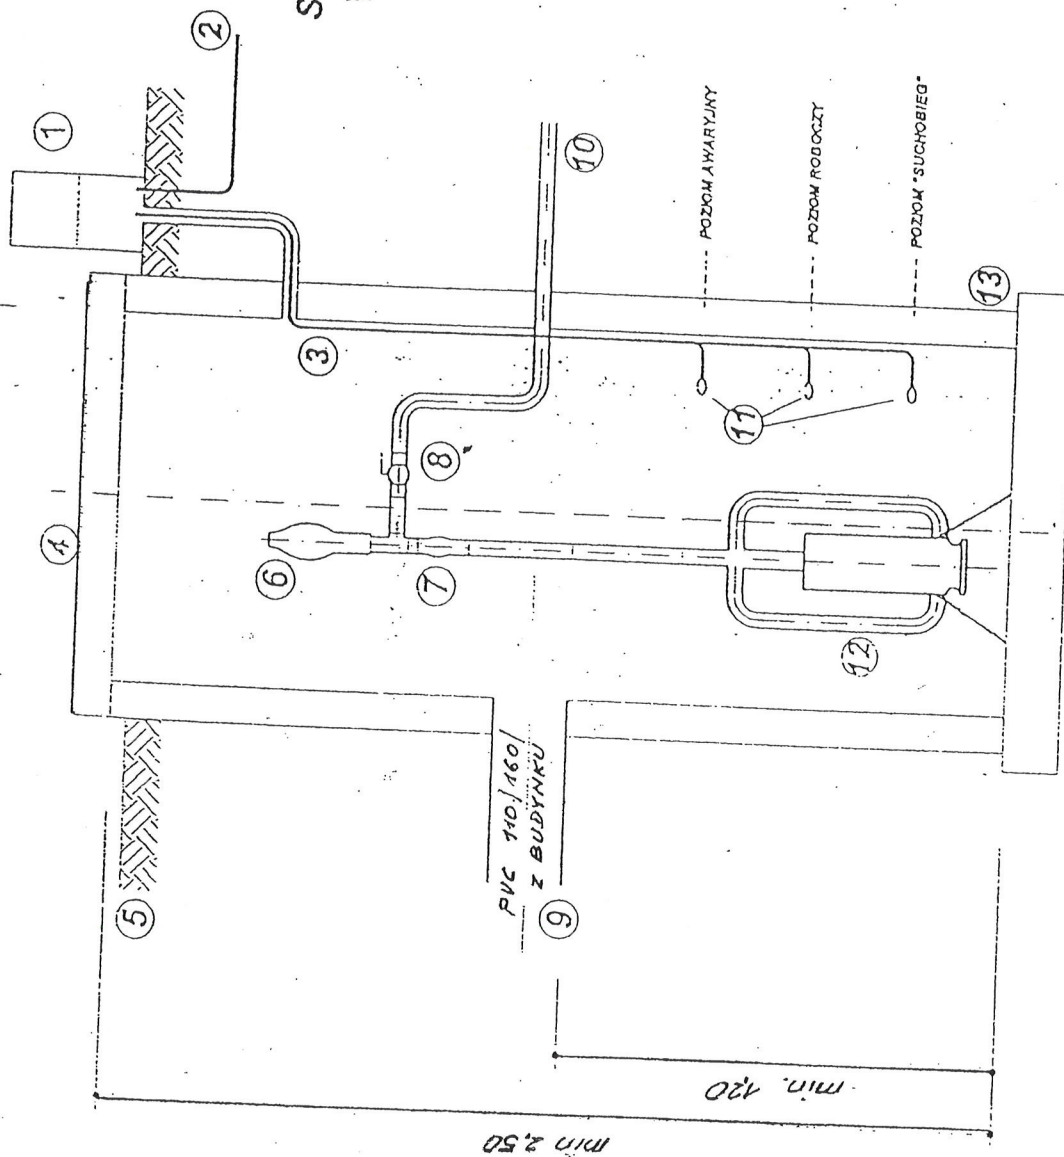 S
1
2
3
4
5
6
7
8
9
10
11
12
13
POZIOM AWARYJNY
POZIOM ROBOCZY
POZIOM "SUCHOBIEG"
PVC 110/160/
Z BUDYNKU
min. 1,20
min 2,50